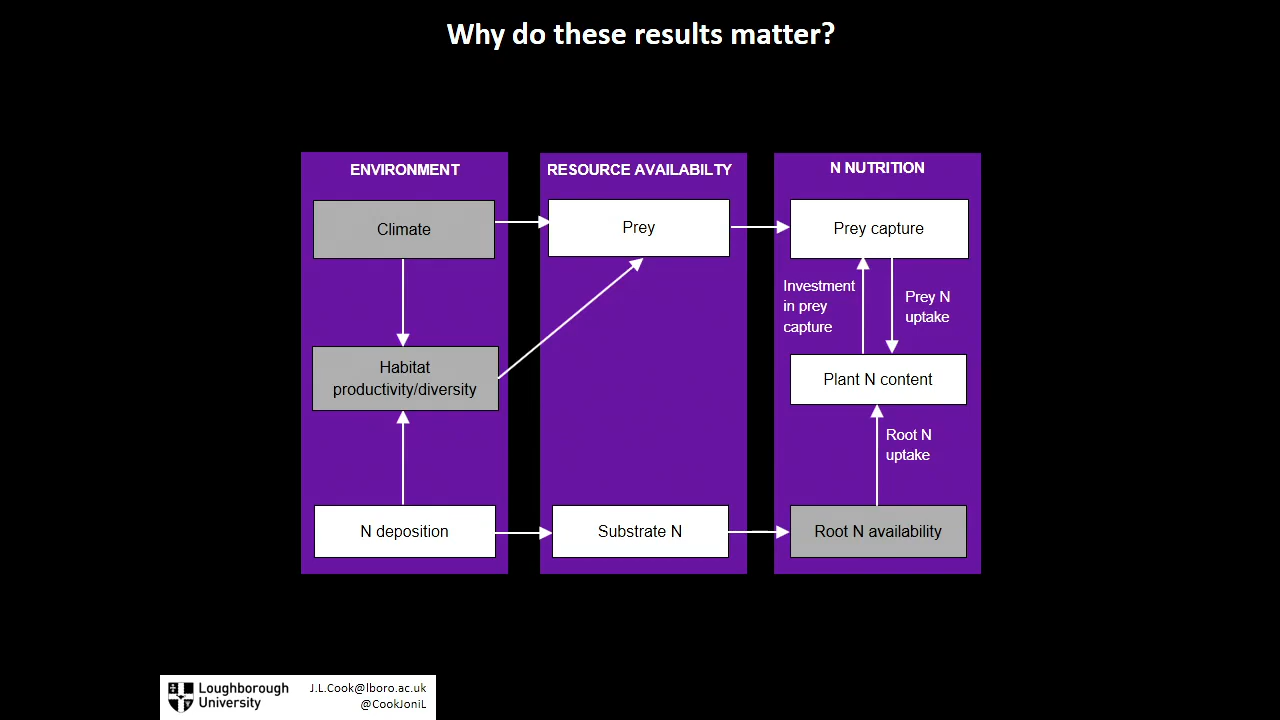 Why do these results matter?
ENVIRONMENT
Climate
Habitat
productivity/diversity
N deposition
RESOURCE AVAILABILTY
Prey
Substrate N
N NUTRITION
Prey capture
Investment
in prey
capture
Prey N
uptake
Plant N content
Root N
uptake
Root N availability
Loughborough
University
J.L.Cook@lboro.ac.uk
@CookJoniL